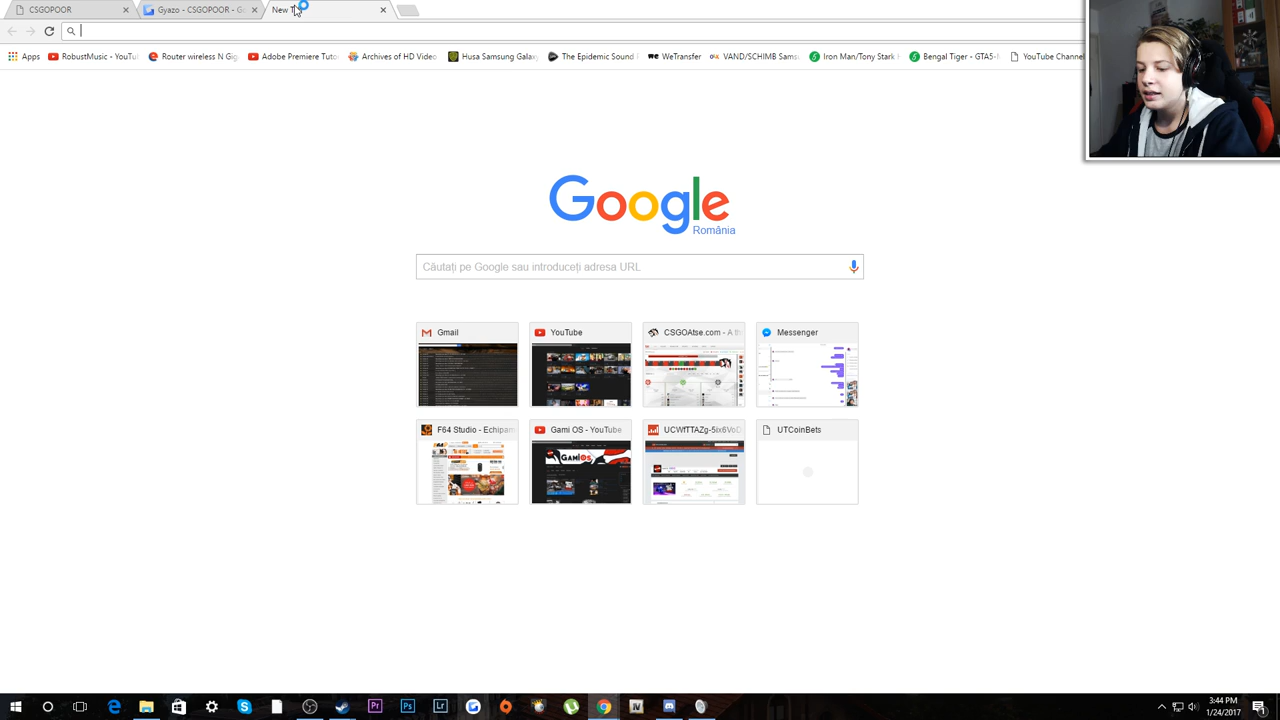 CSGOPOOR
Gyazo - CSGOPOOR - G
New T
Apps
RobustMusic - YouTu
Router wireless N Gig
Adobe Premiere Tuto
Archives of HD Video
Husa Samsung Galax
The Epidemic Sound
WeTransfer
VAND/SCHIMB Sams
Iron Man/Tony Stark
Bengal Tiger - GTA5-
YouTube Channel
Google
România
Căutați pe Google sau introduceți adresa URL
Gmail
YouTube
CSGOAtse.com - A th
Messenger
F64 Studio - Echipam
Gami OS - YouTube
UTCoinBets
GAMIOS
3:44 PM
1/24/2017